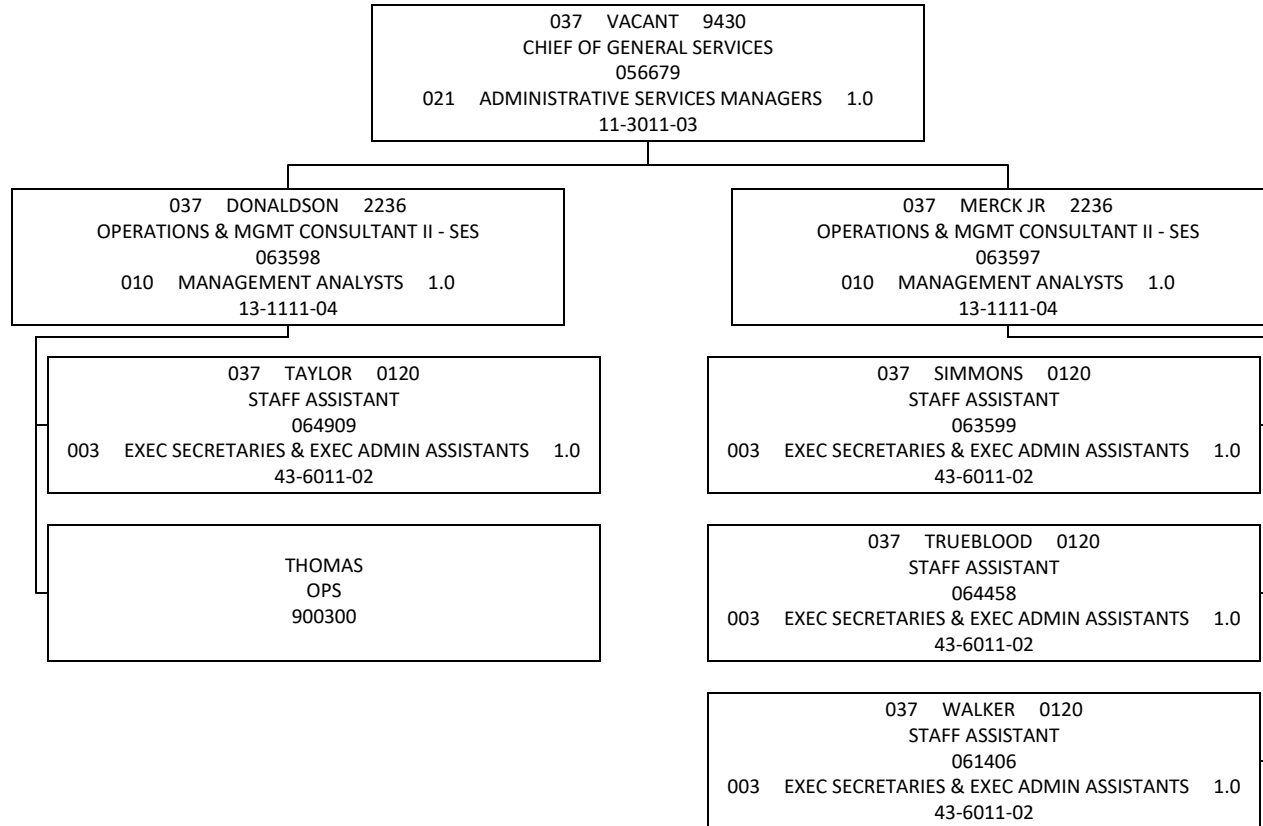 037 VACANT 9430
CHIEF OF GENERAL SERVICES
056679
021 ADMINISTRATIVE SERVICES MANAGERS 1.0
11-3011-03
037 DONALDSON 2236
OPERATIONS & MGMT CONSULTANT II - SES
063598
010 MANAGEMENT ANALYSTS 1.0
13-1111-04
037 TAYLOR 0120
STAFF ASSISTANT
064909
003 EXEC SECRETARIES & EXEC ADMIN ASSISTANTS 1.0
43-6011-02
THOMAS
OPS
900300
037 MERCK JR 2236
OPERATIONS & MGMT CONSULTANT II - SES
063597
010 MANAGEMENT ANALYSTS 1.0
13-1111-04
037 SIMMONS 0120
STAFF ASSISTANT
063599
003 EXEC SECRETARIES & EXEC ADMIN ASSISTANTS 1.0
43-6011-02
037 TRUEBLOOD 0120
STAFF ASSISTANT
064458
003 EXEC SECRETARIES & EXEC ADMIN ASSISTANTS 1.0
43-6011-02
037 WALKER 0120
STAFF ASSISTANT
061406
003 EXEC SECRETARIES & EXEC ADMIN ASSISTANTS 1.0
43-6011-02